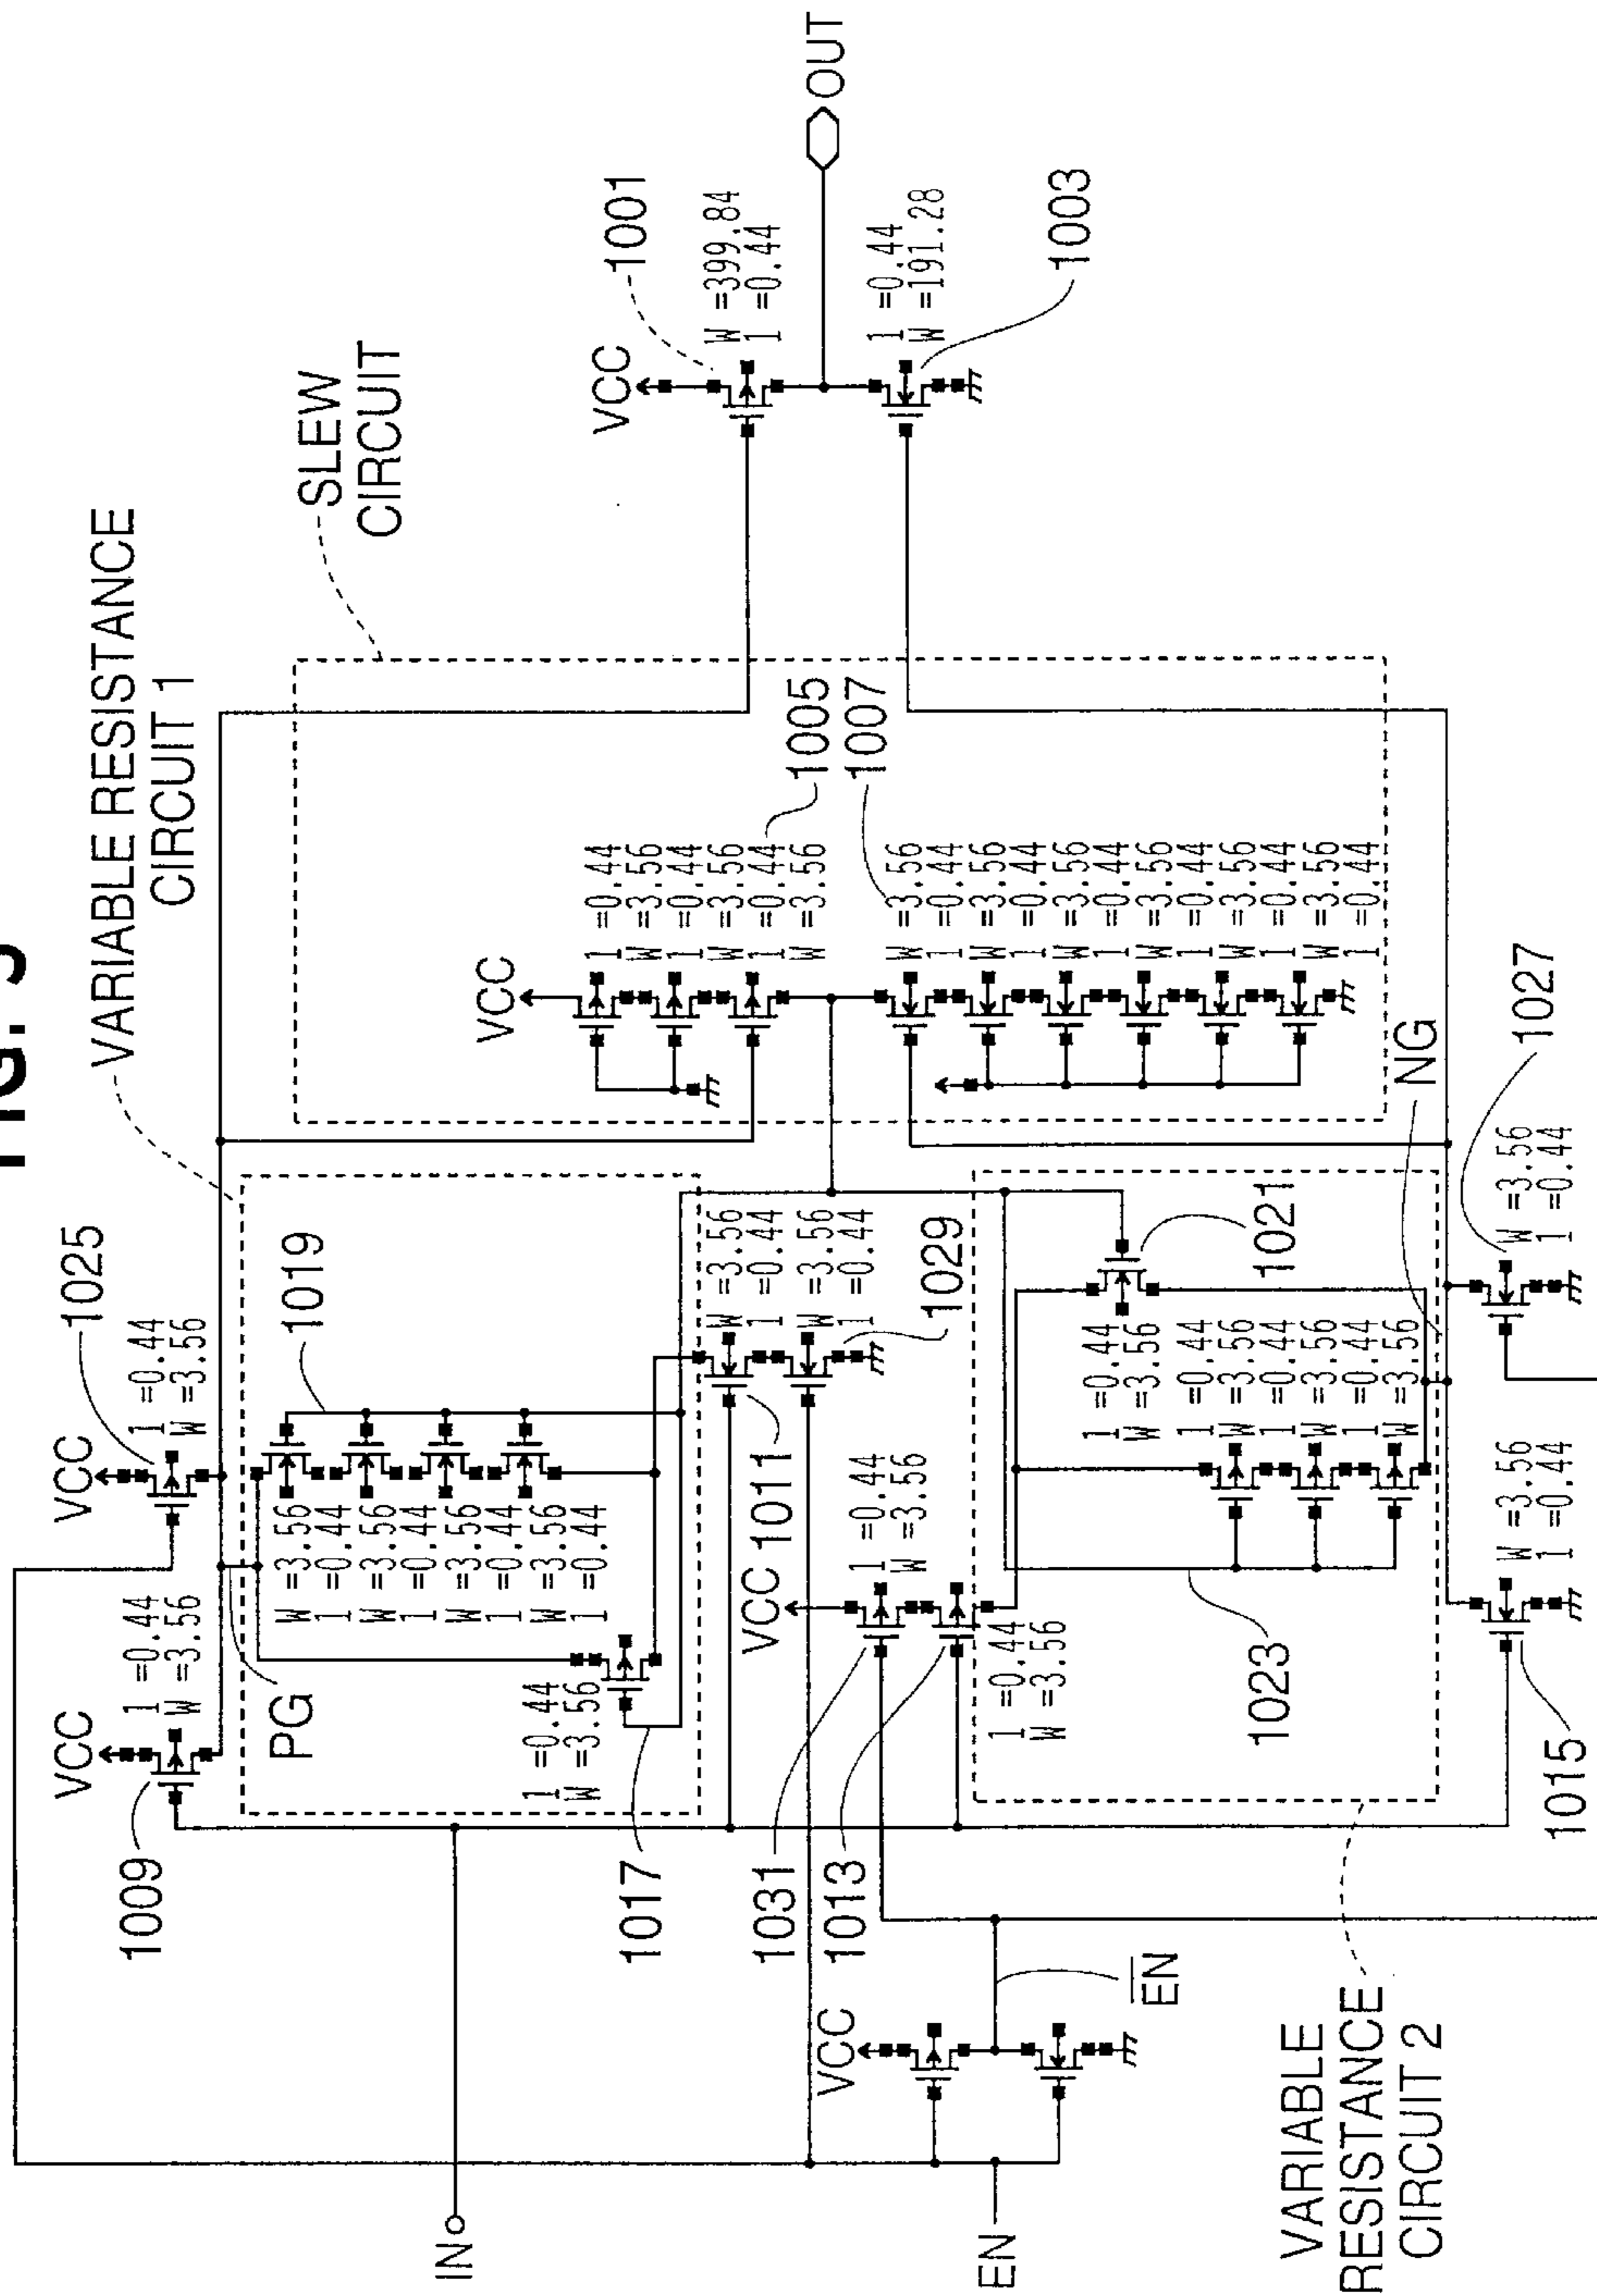 FIG.
VARIABLE RESISTANCE
CIRCUIT 1
SLEW
CIRCUIT
VCC
1009
l =0.44
W =3.56
VCC
1025
l =0.44
W =3.56
PG
1019
W =3.56
l =0.44
W =3.56
l =0.44
W =3.56
l =0.44
W =3.56
l =0.44
l =0.44
W =3.56
1017
IN
1011
W =3.56
l =0.44
W =3.56
l =0.44
1029
VCC
l =0.44
W =3.56
l =0.44
W =3.56
1031
1013
VCC
l =0.44
W =3.56
l =0.44
W =3.56
l =0.44
W =3.56
1005
1007
W =3.56
l =0.44
W =3.56
l =0.44
W =3.56
l =0.44
W =3.56
l =0.44
W =3.56
l =0.44
W =3.56
l =0.44
VCC
1001
W =399.84
l =0.44
OUT
l =0.44
W =191.28
1003
VCC
EN
EN
l =0.44
W =3.56
l =0.44
W =3.56
l =0.44
W =3.56
l =0.44
W =3.56
1021
1023
NG
VARIABLE
RESISTANCE
CIRCUIT 2
1015
W =3.56
l =0.44
1027
W =3.56
l =0.44